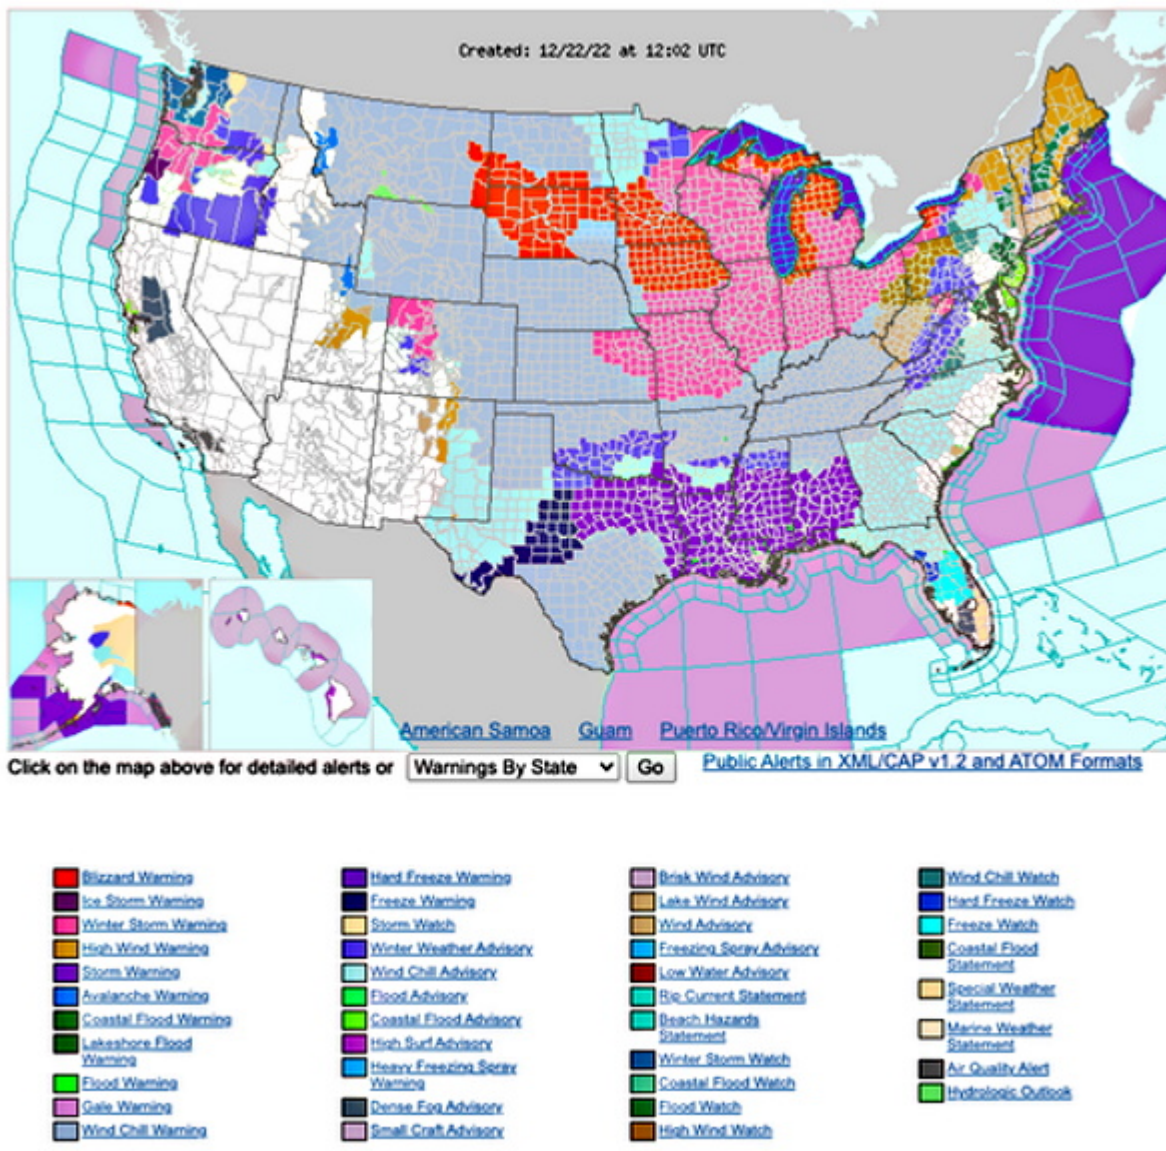 Created: 12/22/22 at 12:02 UTC
American Samoa Guam Puerto Rico/Virgin Islands
Click on the map above for detailed alerts or Warnings By State Go Public Alerts in XML/CAP v1.2 and ATOM Formats
Blizzard Warning
Ice Storm Warning
Winter Storm Warning
High Wind Warning
Storm Warning
Avalanche Warning
Coastal Flood Warning
Lakeshore Flood
Warning
Flood Warning
Gale Warning
Wind Chill Warning
Hard Freeze Warning
Freeze Warning
Storm Watch
Winter Weather Advisory
Wind Chill Advisory
Flood Advisory
Coastal Flood Advisory
High Surf Advisory
Heavy Freezing Spray
Warning
Dense Fog Advisory
Small Craft Advisory
Brisk Wind Advisory
Lake Wind Advisory
Wind Advisory
Freezing Spray Advisory
Low Water Advisory
Rip Current Statement
Beach Hazards
Statement
Winter Storm Watch
Coastal Flood Watch
Flood Watch
High Wind Watch
Wind Chill Watch
Hard Freeze Watch
Freeze Watch
Coastal Flood
Statement
Special Weather
Statement
Marine Weather
Statement
Air Quality Alert
Hydrologic Outlook